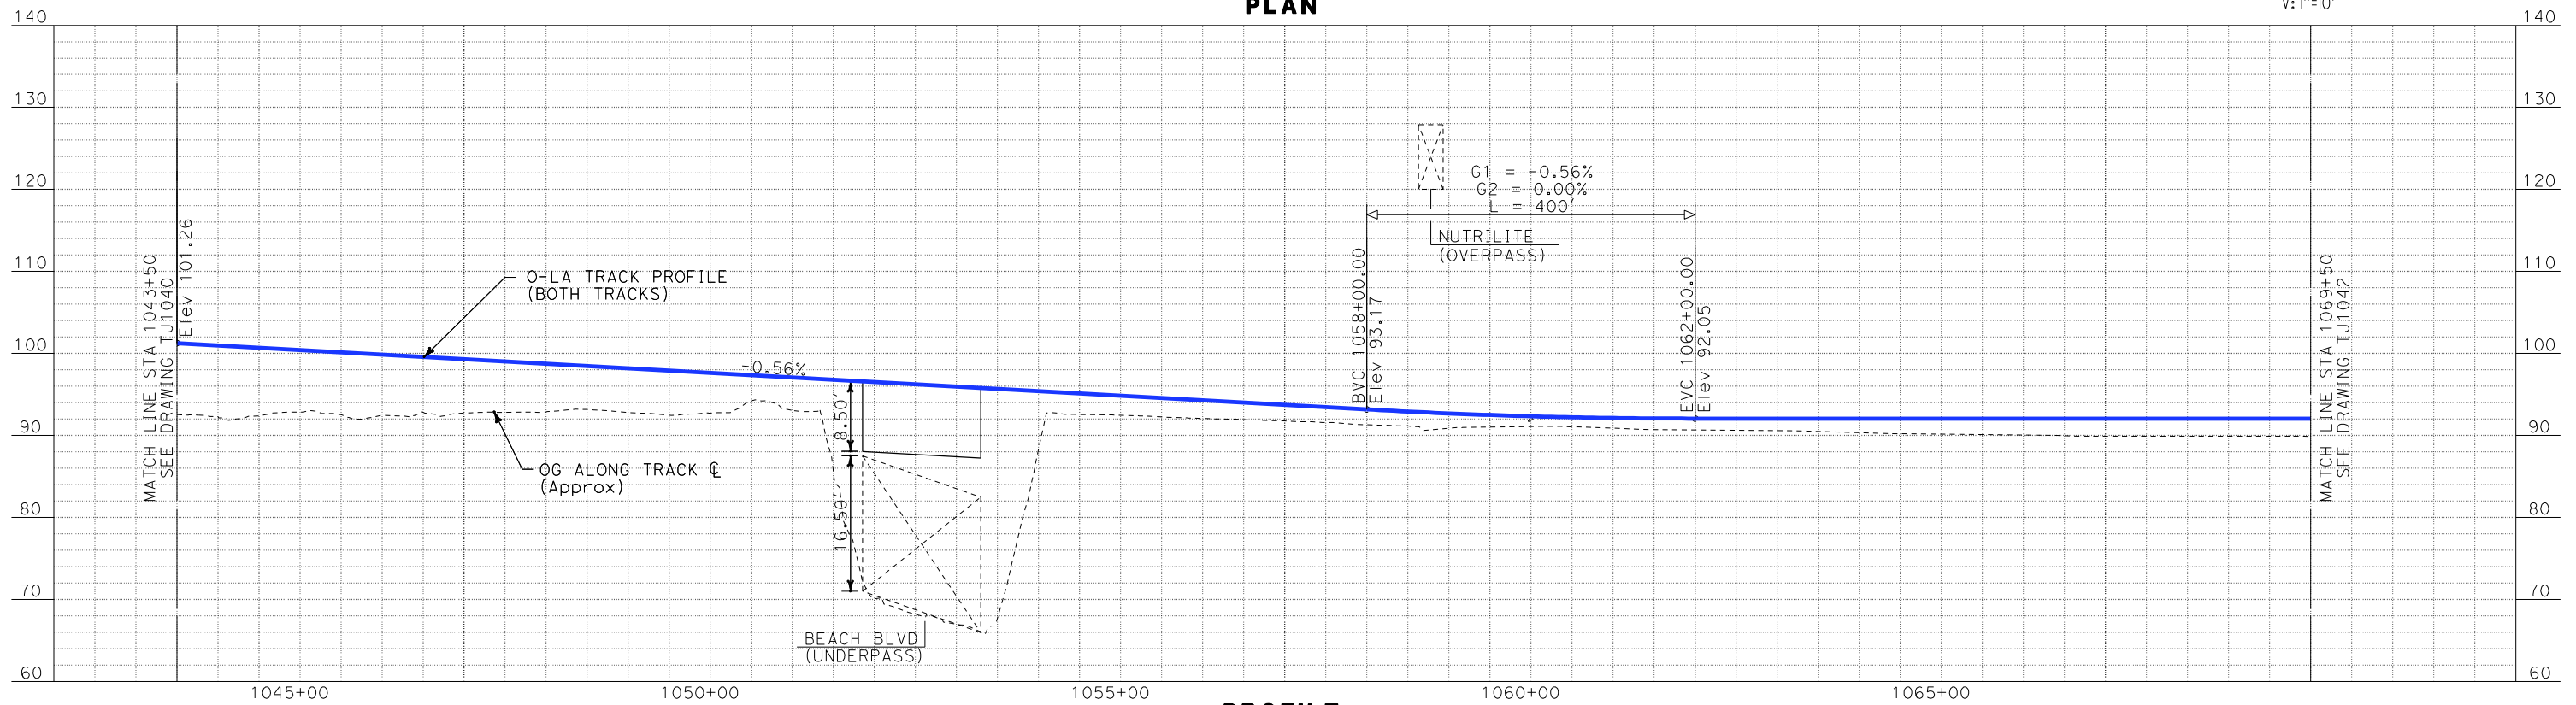 PLAN
V:1"=10'
140
130
120
110
100
90
80
70
60
140
130
120
110
100
90
80
70
60
MATCH LINE STA 1043+50
SEE DRAWING TJ1040
Elev 101.26
O-LA TRACK PROFILE
(BOTH TRACKS)
-0.56%
OG ALONG TRACK ℄
(Approx)
8.50'
16.50'
BEACH BLVD
(UNDERPASS)
G1 = -0.56%
G2 = 0.00%
L = 400'
NUTRILITE
(OVERPASS)
BVC 1058+00.00
Elev 93.17
EVC 1062+00.00
Elev 92.05
MATCH LINE STA 1069+50
SEE DRAWING TJ1042
1045+00
1050+00
1055+00
1060+00
1065+00
PROFILE